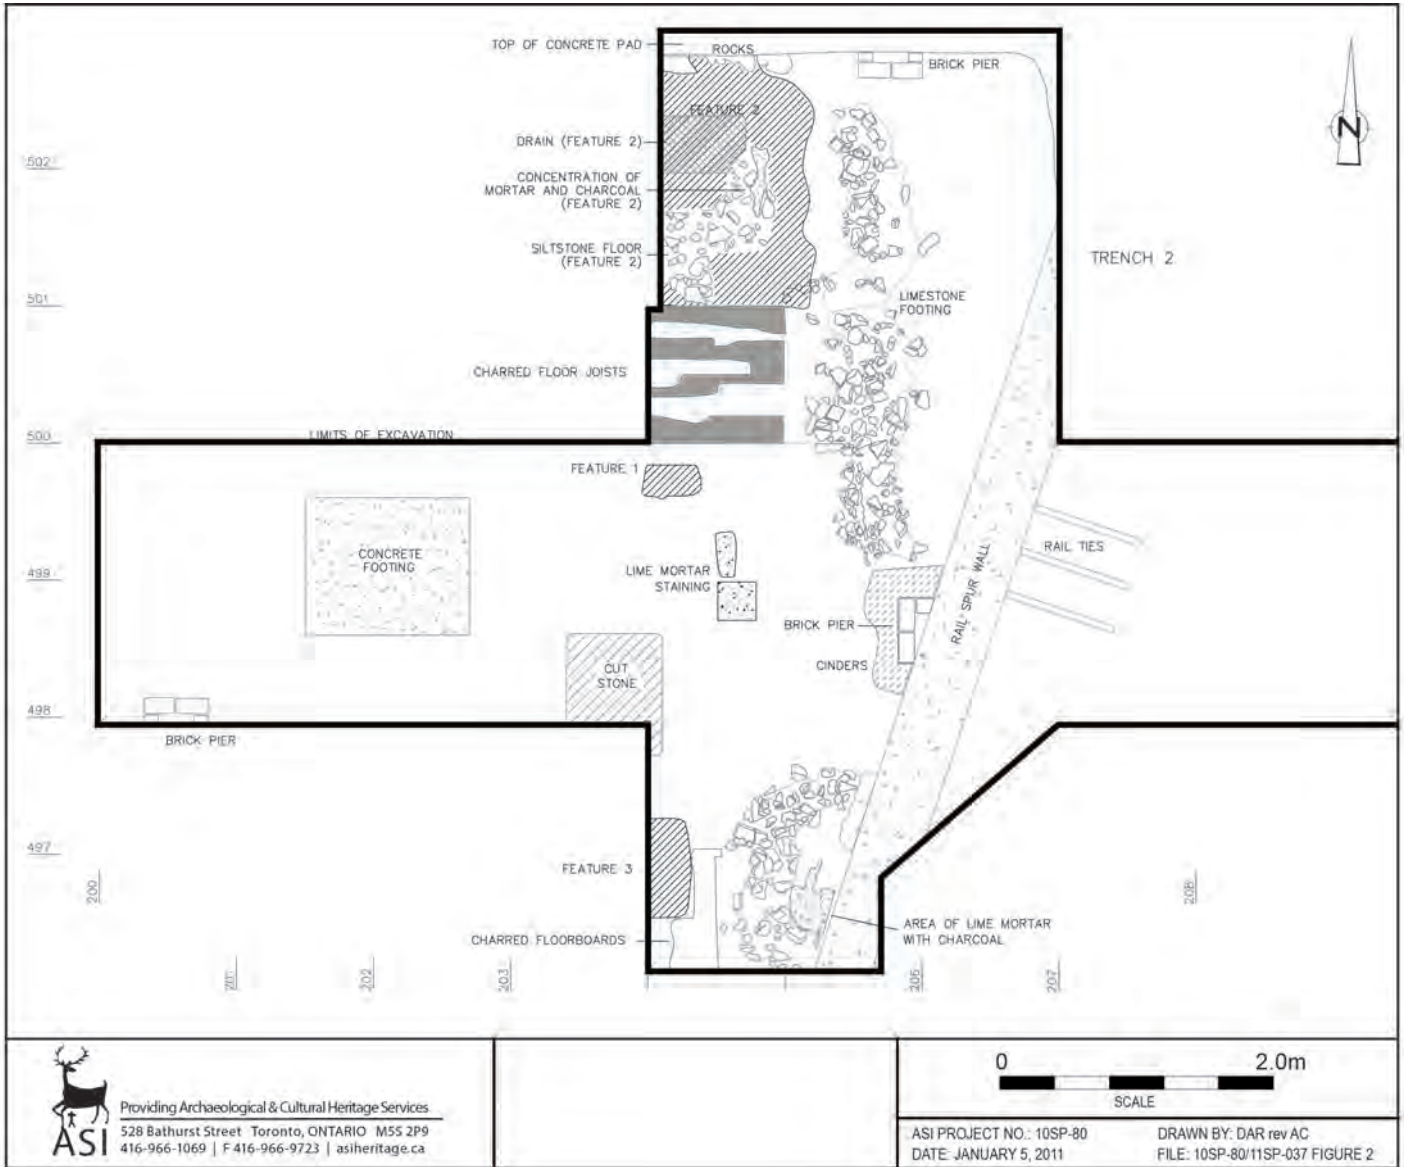 TOP OF CONCRETE PAD
ROCKS
BRICK PIER
FEATURE 2
N
DRAIN (FEATURE 2)
502
CONCENTRATION OF
MORTAR AND CHARCOAL
(FEATURE 2)
SILTSTONE FLOOR
(FEATURE 2)
TRENCH 2
501
LIMESTONE
FOOTING
CHARRED FLOOR JOISTS
500
LIMITS OF EXCAVATION
FEATURE 1
CONCRETE
FOOTING
RAIL TIES
499
LIME MORTAR
STAINING
RAIL SPUR WALL
BRICK PIER
CINDERS
CUT
STONE
498
BRICK PIER
497
FEATURE 3
200
208
AREA OF LIME MORTAR
WITH CHARCOAL
CHARRED FLOORBOARDS
201
202
203
206
207
0 2.0m
SCALE
ASI
Providing Archaeological & Cultural Heritage Services
528 Bathurst Street Toronto, ONTARIO M5S 2P9
416-966-1069 | F 416-966-9723 | asiheritage.ca
ASI PROJECT NO.: 10SP-80
DATE: JANUARY 5, 2011
DRAWN BY: DAR rev AC
FILE: 10SP-80/11SP-037 FIGURE 2